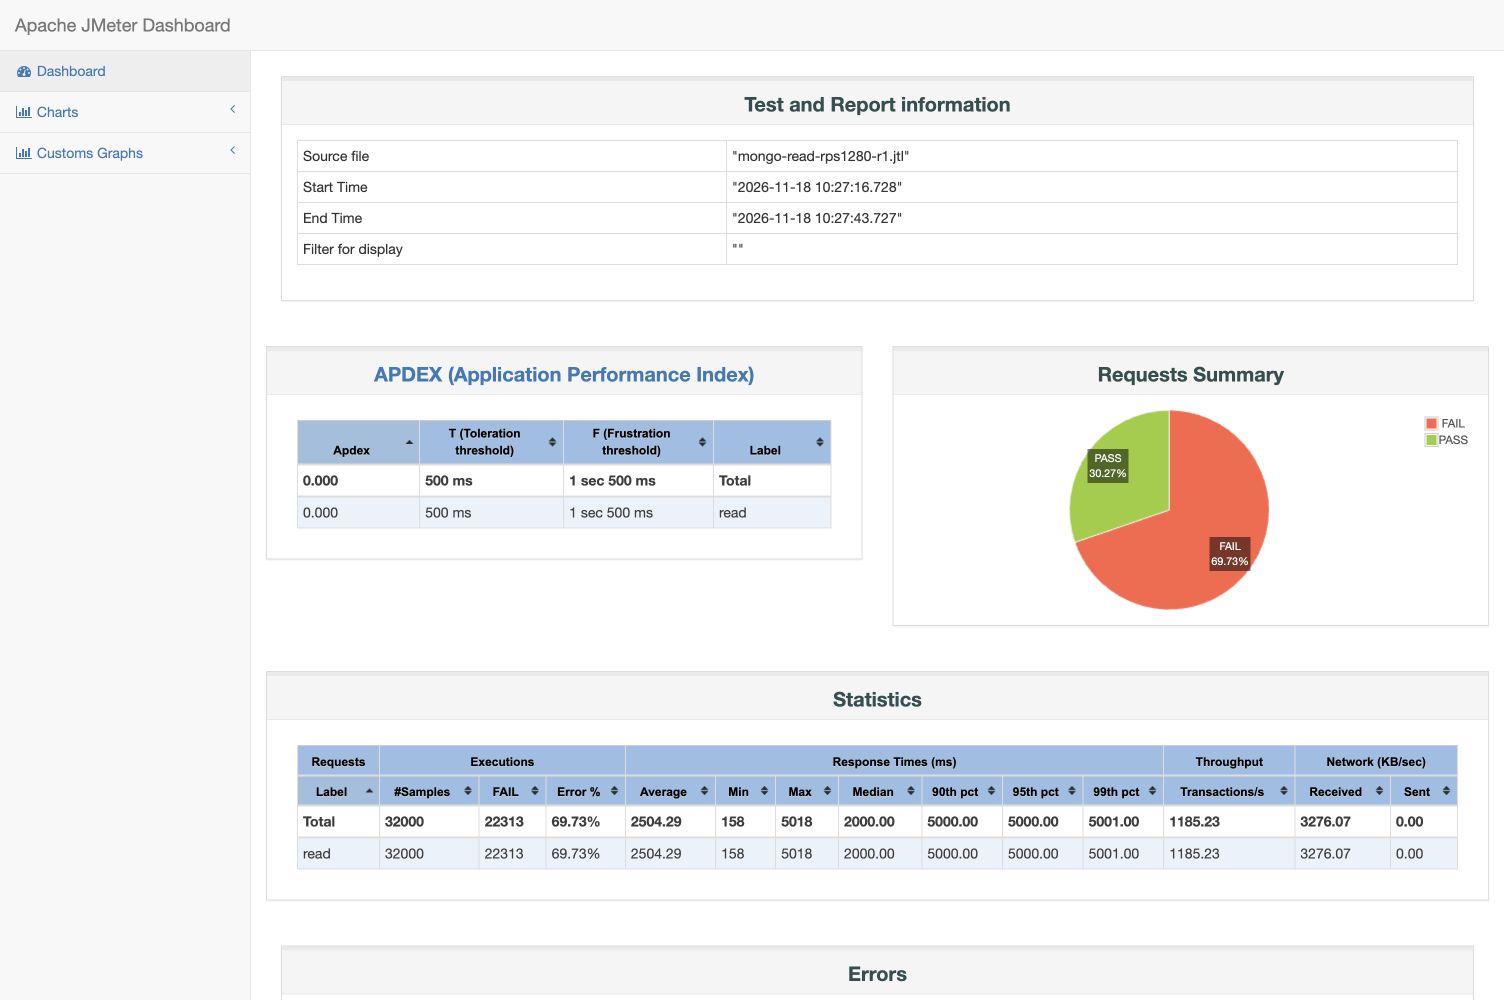 Apache JMeter Dashboard
Dashboard
Charts
Customs Graphs
Test and Report information
Source file "mongo-read-rps1280-r1.jtl"
Start Time "2026-11-18 10:27:16.728"
End Time "2026-11-18 10:27:43.727"
Filter for display ""
APDEX (Application Performance Index)
Apdex T (Toleration threshold) F (Frustration threshold) Label
0.000 500 ms 1 sec 500 ms Total
0.000 500 ms 1 sec 500 ms read
Requests Summary
FAIL
PASS
PASS
30.27%
FAIL
69.73%
Statistics
Requests Executions Response Times (ms) Throughput Network (KB/sec)
Label #Samples FAIL Error % Average Min Max Median 90th pct 95th pct 99th pct Transactions/s Received Sent
Total 32000 22313 69.73% 2504.29 158 5018 2000.00 5000.00 5000.00 5001.00 1185.23 3276.07 0.00
read 32000 22313 69.73% 2504.29 158 5018 2000.00 5000.00 5000.00 5001.00 1185.23 3276.07 0.00
Errors